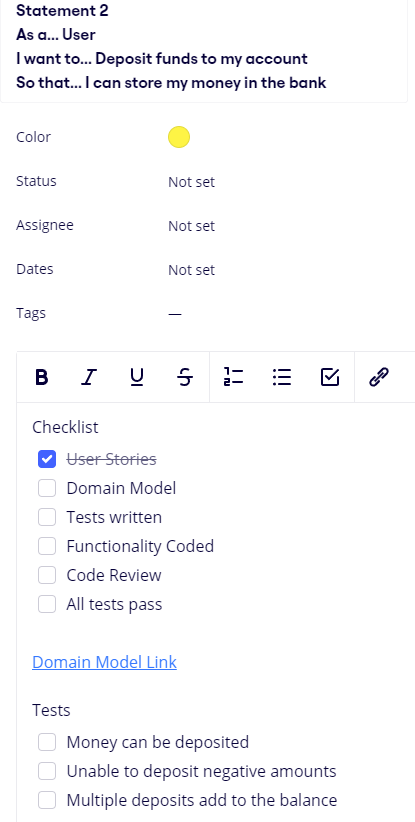 Statement 2
As a... User
I want to... Deposit funds to my account
So that... I can store my money in the bank
Color
Status Not set
Assignee Not set
Dates Not set
Tags —
B I U S
Checklist
User Stories
Domain Model
Tests written
Functionality Coded
Code Review
All tests pass
Domain Model Link
Tests
Money can be deposited
Unable to deposit negative amounts
Multiple deposits add to the balance